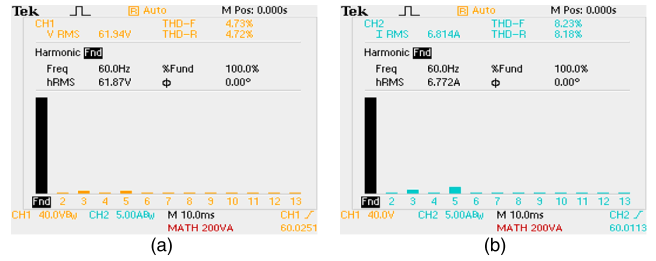 Tek R Auto M Pos: 0.000s
CH1 THD-F 4.73%
V RMS 61.94V THD-R 4.72%
Harmonic Fnd
Freq 60.0Hz %Fund 100.0%
hRMS 61.87V Φ 0.00°
Fnd 2 3 4 5 6 7 8 9 10 11 12 13
CH1 40.0VBW CH2 5.00ABW M 10.0ms CH1
MATH 200VA 60.0251
(a)
Tek R Auto M Pos: 0.000s
CH2 THD-F 8.23%
I RMS 6.814A THD-R 8.18%
Harmonic Fnd
Freq 60.0Hz %Fund 100.0%
hRMS 6.772A Φ 0.00°
Fnd 2 3 4 5 6 7 8 9 10 11 12 13
CH1 40.0V CH2 5.00ABW M 10.0ms CH2
MATH 200VA 60.0113
(b)